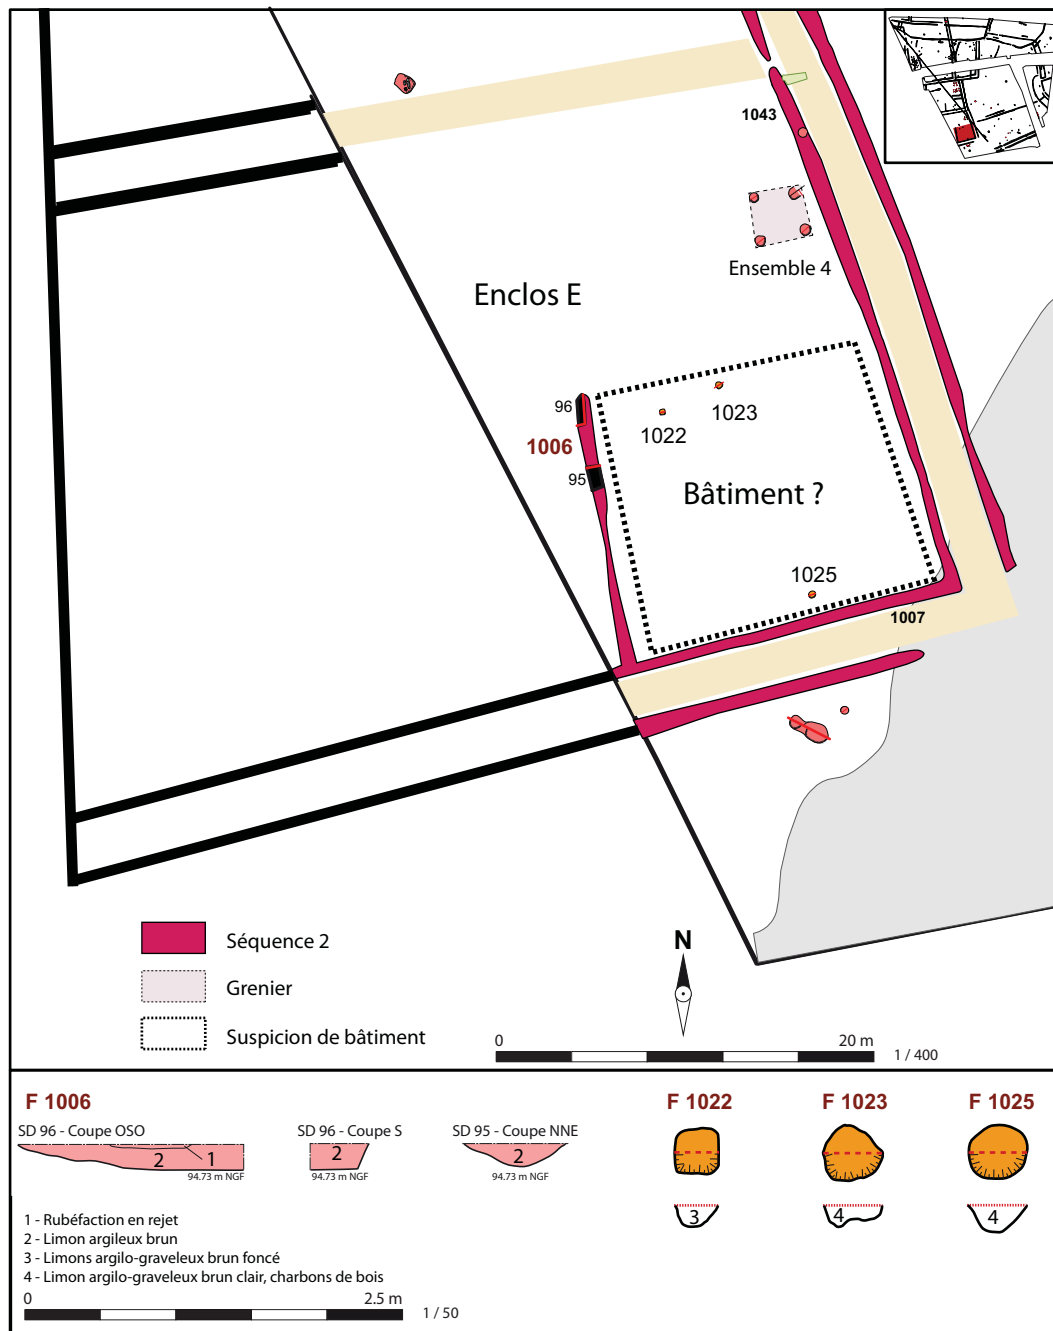 1043
Ensemble 4
Enclos E
96
1023
1022
1006
95
Bâtiment ?
1025
1007
Séquence 2
Grenier
Suspicion de bâtiment
N
0 20 m
1 / 400
F 1006
F 1022
F 1023
F 1025
SD 96 - Coupe OSO
SD 96 - Coupe S
SD 95 - Coupe NNE
2 1
2
2
94.73 m NGF
94.73 m NGF
94.73 m NGF
3
4
4
1 - Rubéfaction en rejet
2 - Limon argileux brun
3 - Limons argilo-graveleux brun foncé
4 - Limon argilo-graveleux brun clair, charbons de bois
0 2.5 m
1 / 50